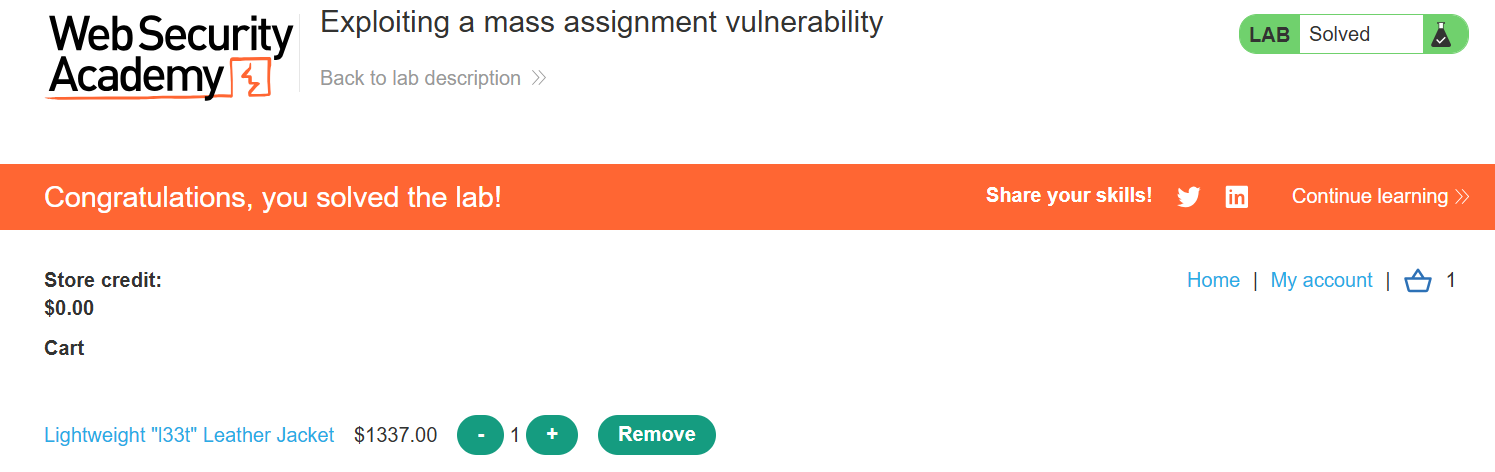 Web Security
Academy
Exploiting a mass assignment vulnerability
Back to lab description
LAB Solved
Congratulations, you solved the lab!
Share your skills!
Continue learning
Store credit:
$0.00
Home | My account | 1
Cart
Lightweight "l33t" Leather Jacket $1337.00 - 1 + Remove